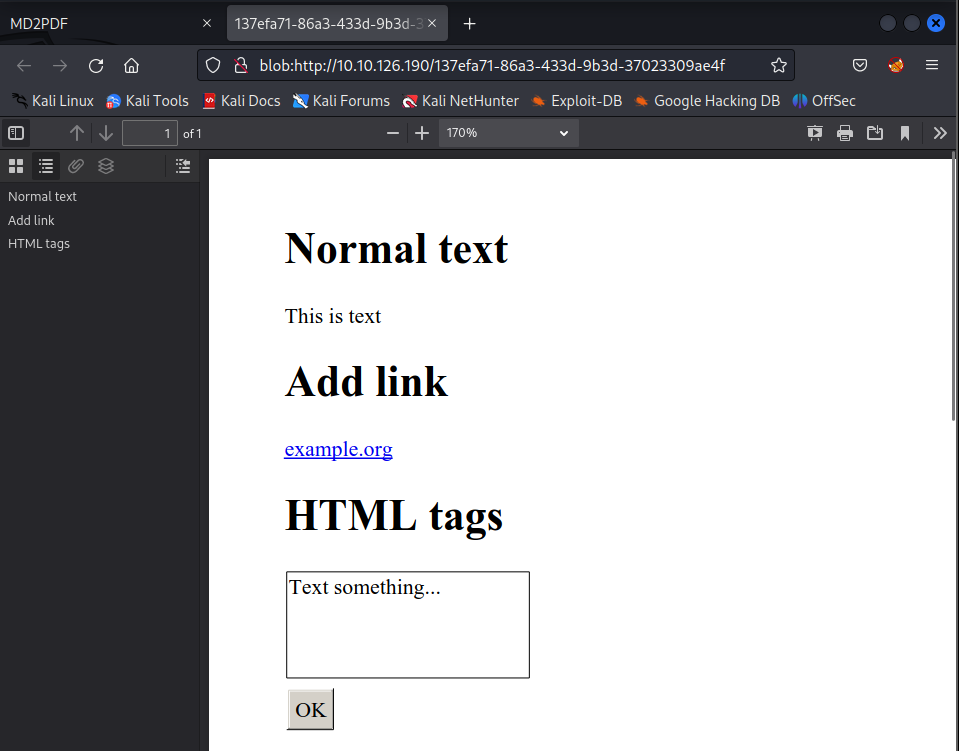 MD2PDF
137efa71-86a3-433d-9b3d-3
blob:http://10.10.126.190/137efa71-86a3-433d-9b3d-37023309ae4f
Kali Linux Kali Tools Kali Docs Kali Forums Kali NetHunter Exploit-DB Google Hacking DB OffSec
1 of 1 170%
Normal text
Add link
HTML tags
Normal text
This is text
Add link
example.org
HTML tags
Text something...
OK